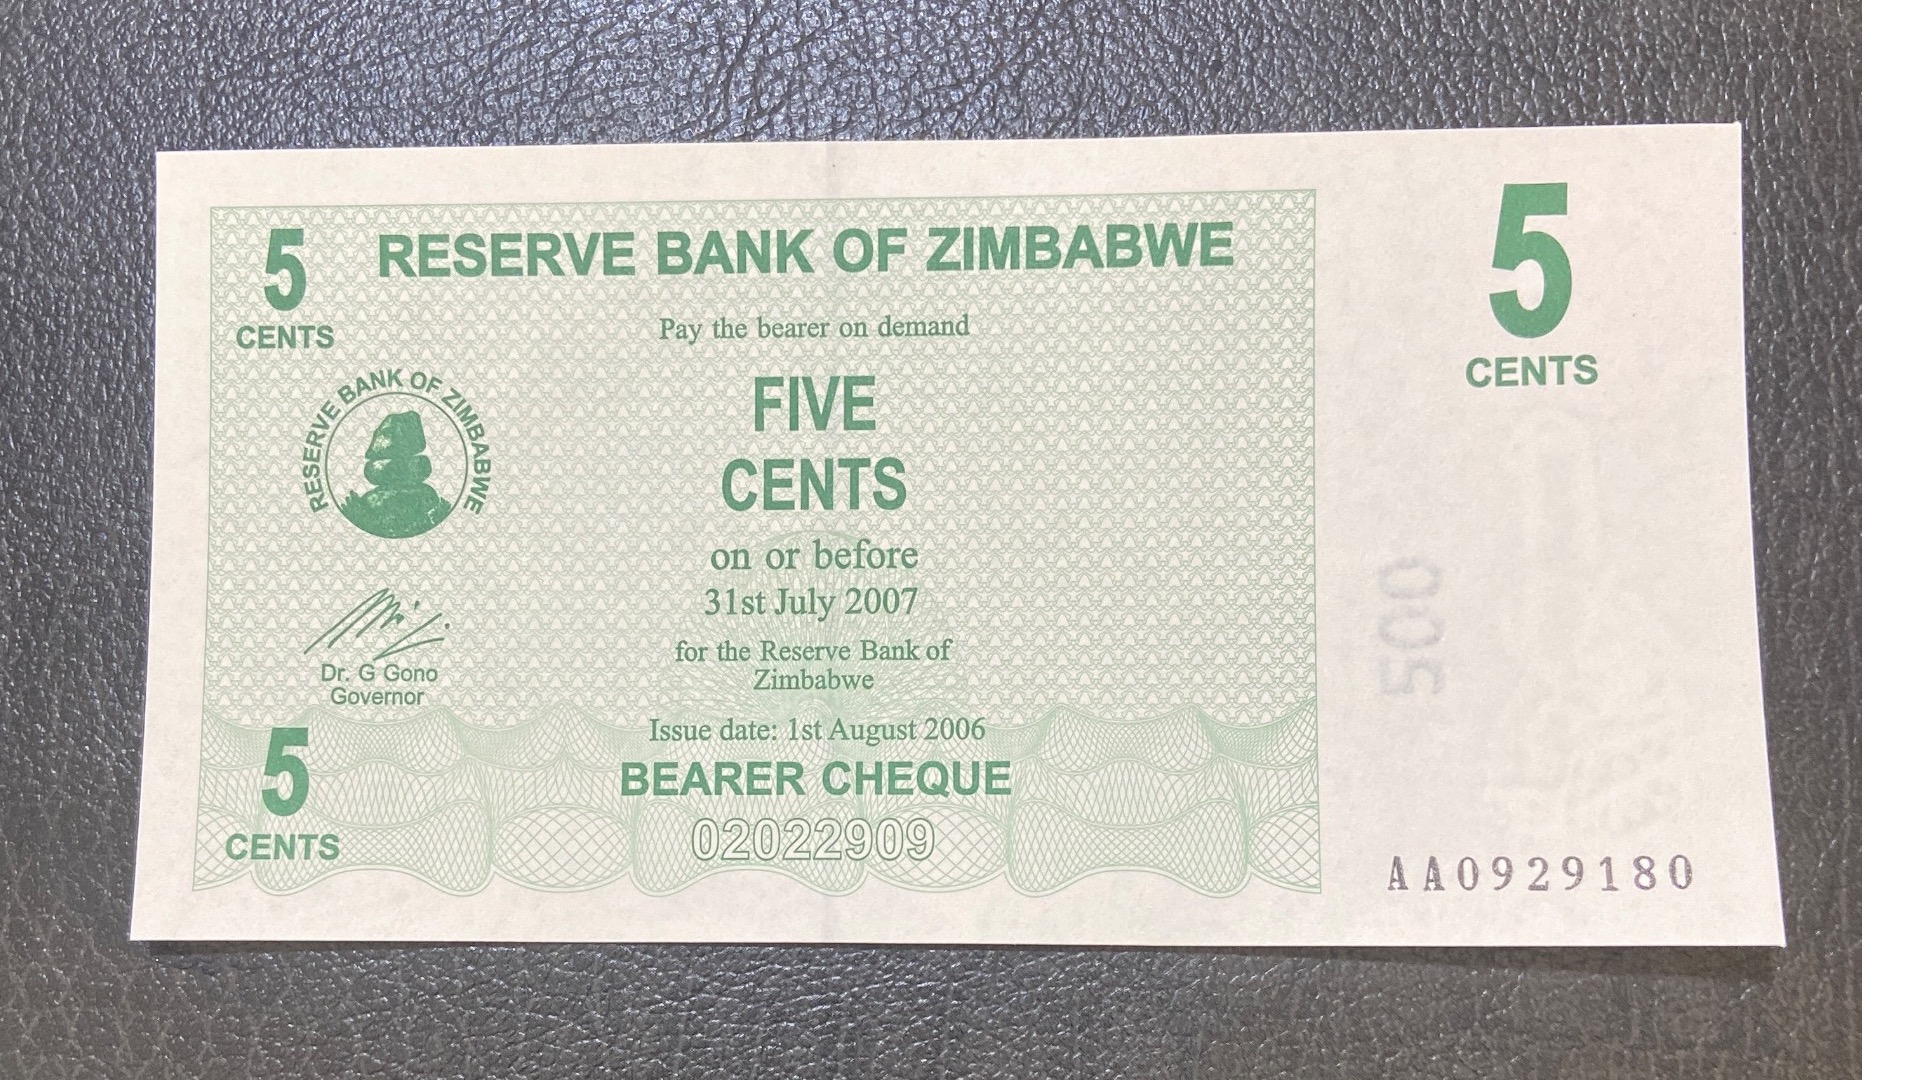 5
CENTS
RESERVE BANK OF ZIMBABWE
5
CENTS
Pay the bearer on demand
FIVE
CENTS
on or before
31st July 2007
for the Reserve Bank of
Zimbabwe
Issue date: 1st August 2006
BEARER CHEQUE
02022909
RESERVE BANK OF ZIMBABWE
Dr. G Gono
Governor
5
CENTS
500
AA0929180